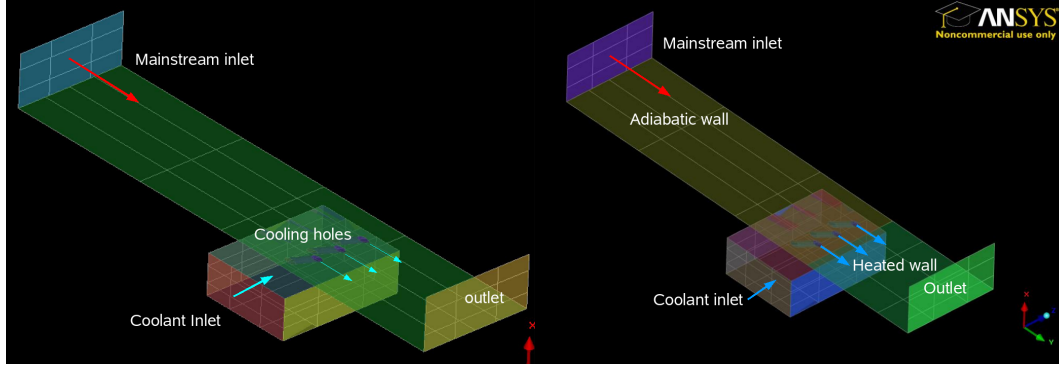 Mainstream inlet
Cooling holes
outlet
Coolant Inlet
X
ANSYS
Noncommercial use only
Mainstream inlet
Adiabatic wall
Heated wall
Coolant inlet
Outlet
X
Z
Y